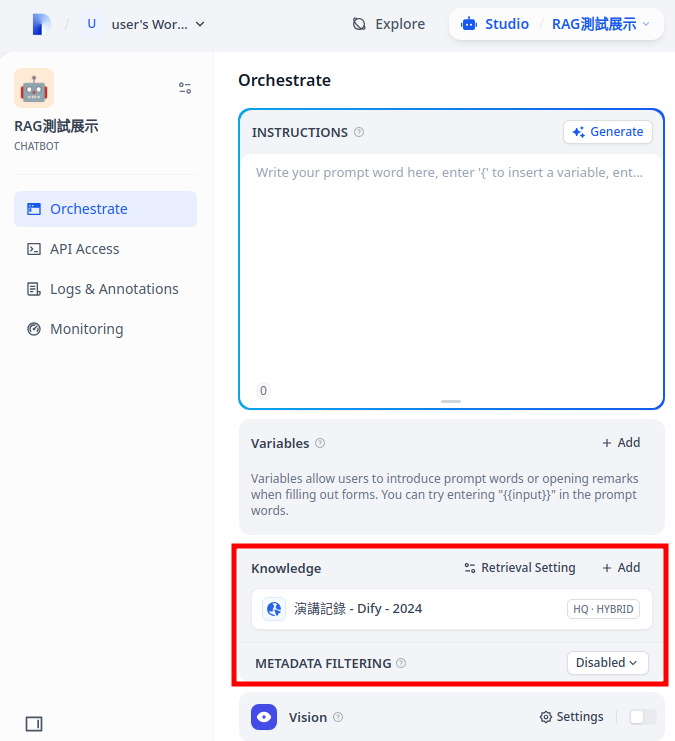 U user's Wor...
Explore
Studio / RAG測試展示
RAG測試展示
CHATBOT
Orchestrate
API Access
Logs & Annotations
Monitoring
Orchestrate
INSTRUCTIONS
Generate
Write your prompt word here, enter '{' to insert a variable, ent...
0
Variables
+ Add
Variables allow users to introduce prompt words or opening remarks
when filling out forms. You can try entering "{{input}}" in the prompt
words.
Knowledge
Retrieval Setting
+ Add
演講記錄 - Dify - 2024
HQ · HYBRID
METADATA FILTERING
Disabled
Vision
Settings